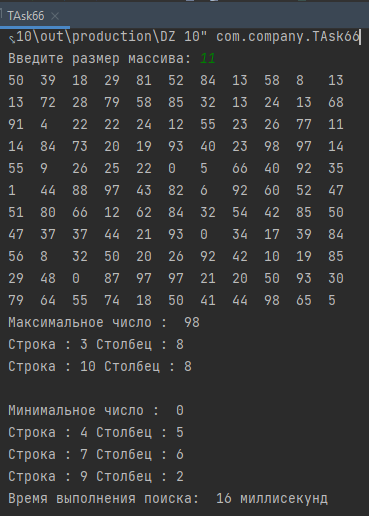 TAsk66 ×
10\out\production\DZ 10" com.company.TAsk66
Введите размер массива: 11
50 39 18 29 81 52 84 13 58 8 13
13 72 28 79 58 85 32 13 24 13 68
91 4 22 22 24 12 55 23 26 77 11
14 84 73 20 19 93 40 23 98 97 14
55 9 26 25 22 0 5 66 40 92 35
1 44 88 97 43 82 6 92 60 52 47
51 80 66 12 62 84 32 54 42 85 50
47 37 37 44 21 93 0 34 17 39 84
56 8 32 50 20 26 92 42 10 19 85
29 48 0 87 97 97 21 20 50 93 30
79 64 55 74 18 50 41 44 98 65 5
Максимальное число : 98
Строка : 3 Столбец : 8
Строка : 10 Столбец : 8
Минимальное число : 0
Строка : 4 Столбец : 5
Строка : 7 Столбец : 6
Строка : 9 Столбец : 2
Время выполнения поиска: 16 миллисекунд